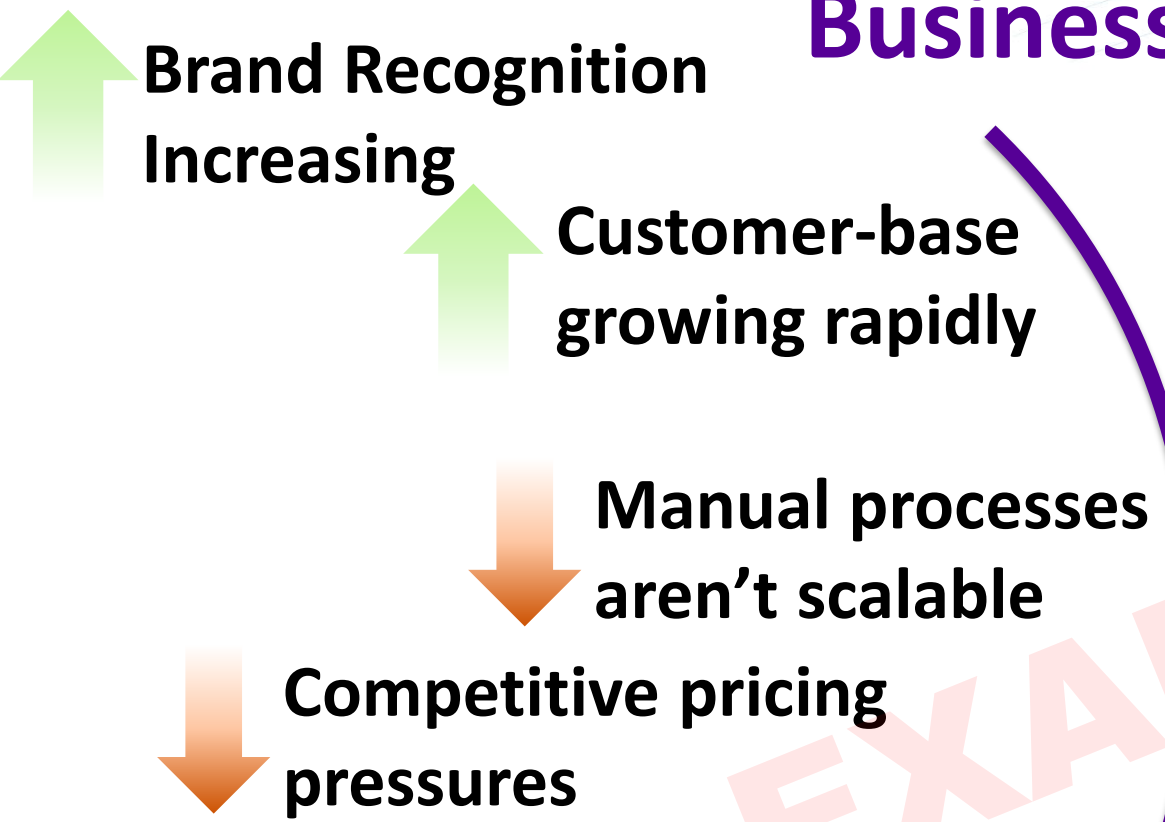 Business
Brand Recognition
Increasing
Customer-base
growing rapidly
Manual processes
aren’t scalable
Competitive pricing
pressures